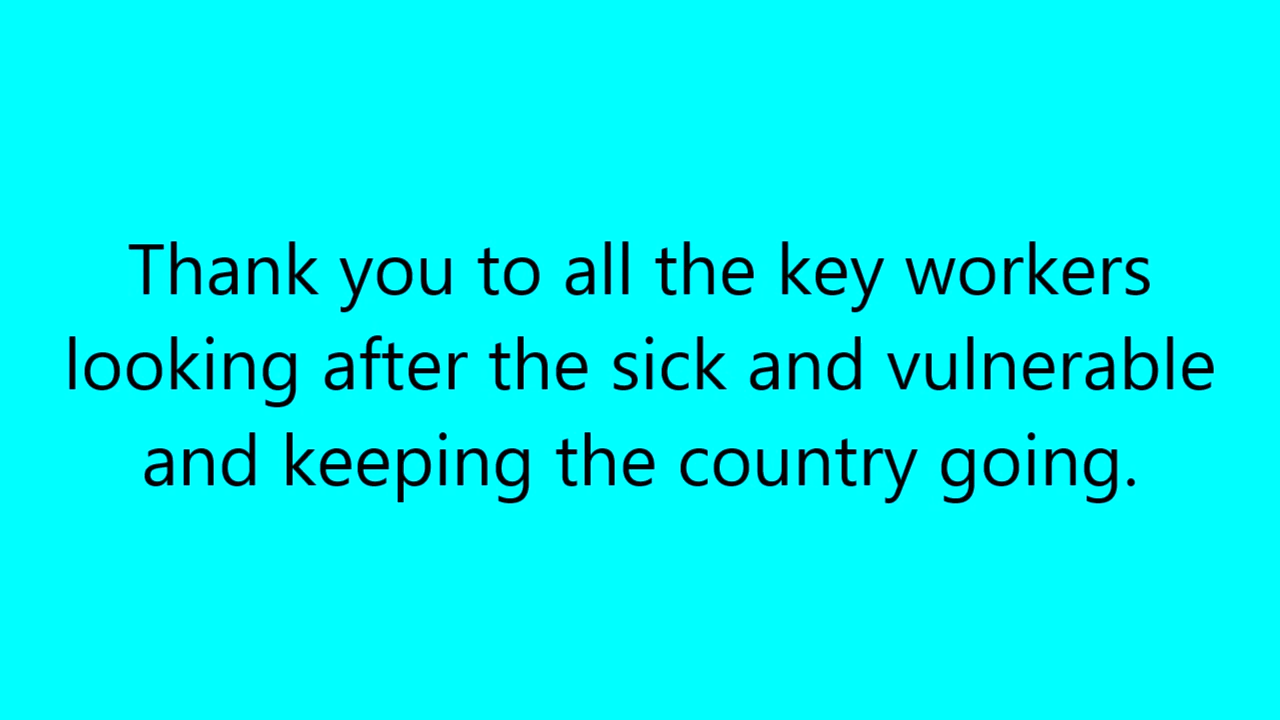 Thank you to all the key workers
looking after the sick and vulnerable
and keeping the country going.